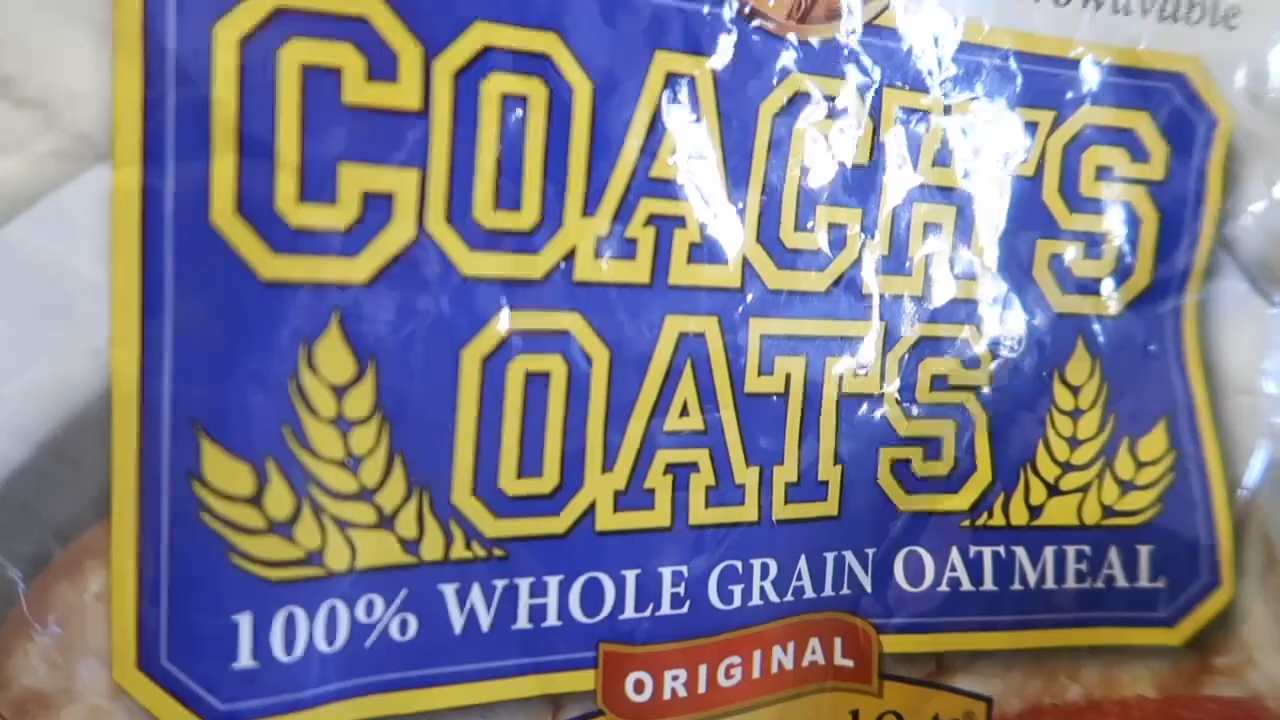 COACH'S
OATS
100% WHOLE GRAIN OATMEAL
ORIGINAL